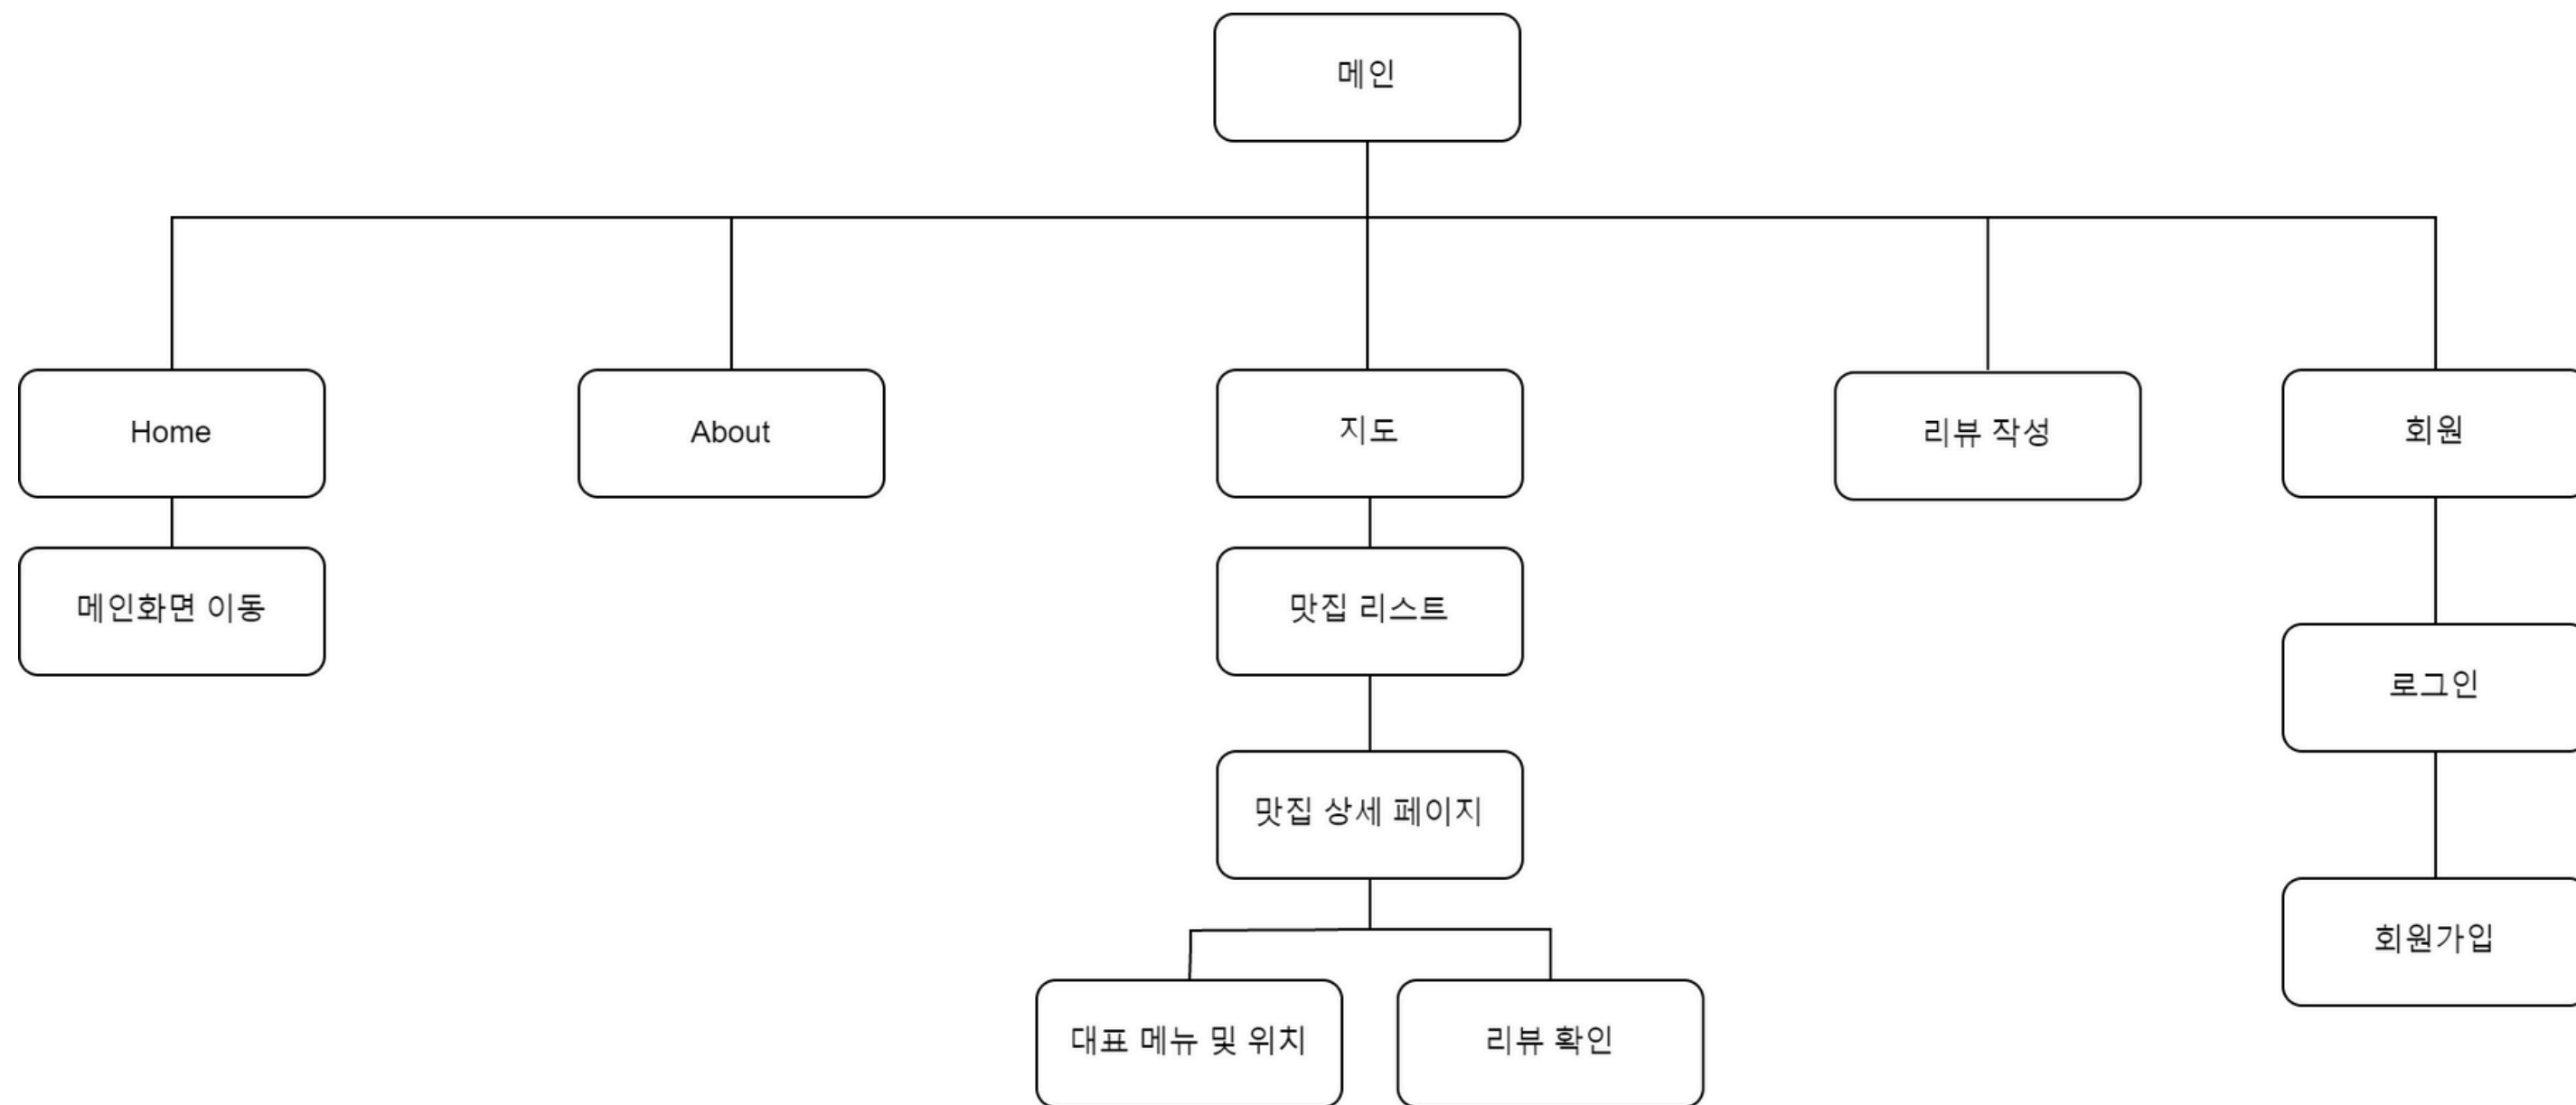 메인
Home
About
지도
리뷰 작성
회원
메인화면 이동
맛집 리스트
로그인
맛집 상세 페이지
회원가입
대표 메뉴 및 위치
리뷰 확인